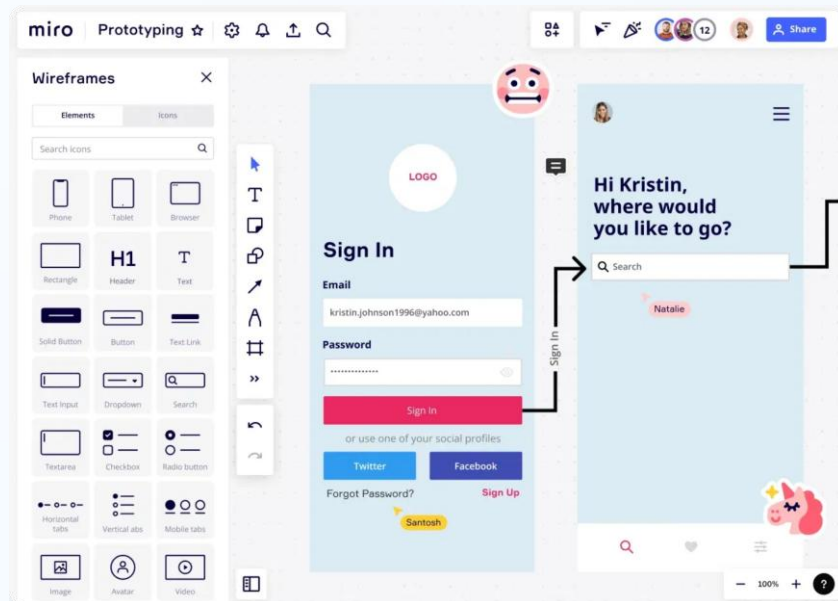 miro
Prototyping
12
Share
Wireframes
Elements
Icons
Search icons
Phone
Tablet
Browser
Rectangle
H1
Header
T
Text
Solid Button
Button
Text Link
Text Input
Dropdown
Search
Textarea
Checkbox
Radio button
Horizontal
tabs
Vertical abs
Mobile tabs
Image
Avatar
Video
T
LOGO
Sign In
Email
kristin.johnson1996@yahoo.com
Password
Sign In
or use one of your social profiles
Twitter
Facebook
Forgot Password?
Sign Up
Santosh
Sign In
Hi Kristin,
where would
you like to go?
Search
Natalie
100%
?